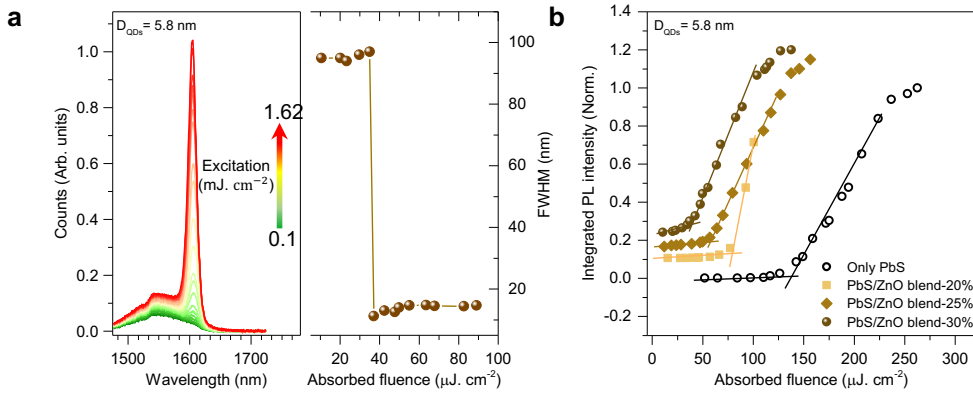 a
D_QDs = 5.8 nm
Counts (Arb. units)
1.0
0.8
0.6
0.4
0.2
0.1
0.0
1500
1600
1700
Wavelength (nm)
1.62
Excitation
(mJ. cm⁻²)
0.1
100
80
60
40
20
FWHM (nm)
20
40
60
80
Absorbed fluence (μJ. cm⁻²)
b
D_QDs = 5.8 nm
Integrated PL intensity (Norm.)
1.4
1.2
1.0
0.8
0.6
0.4
0.2
0.0
-0.2
0
50
100
150
200
250
300
Absorbed fluence (μJ. cm⁻²)
Only PbS
PbS/ZnO blend-20%
PbS/ZnO blend-25%
PbS/ZnO blend-30%